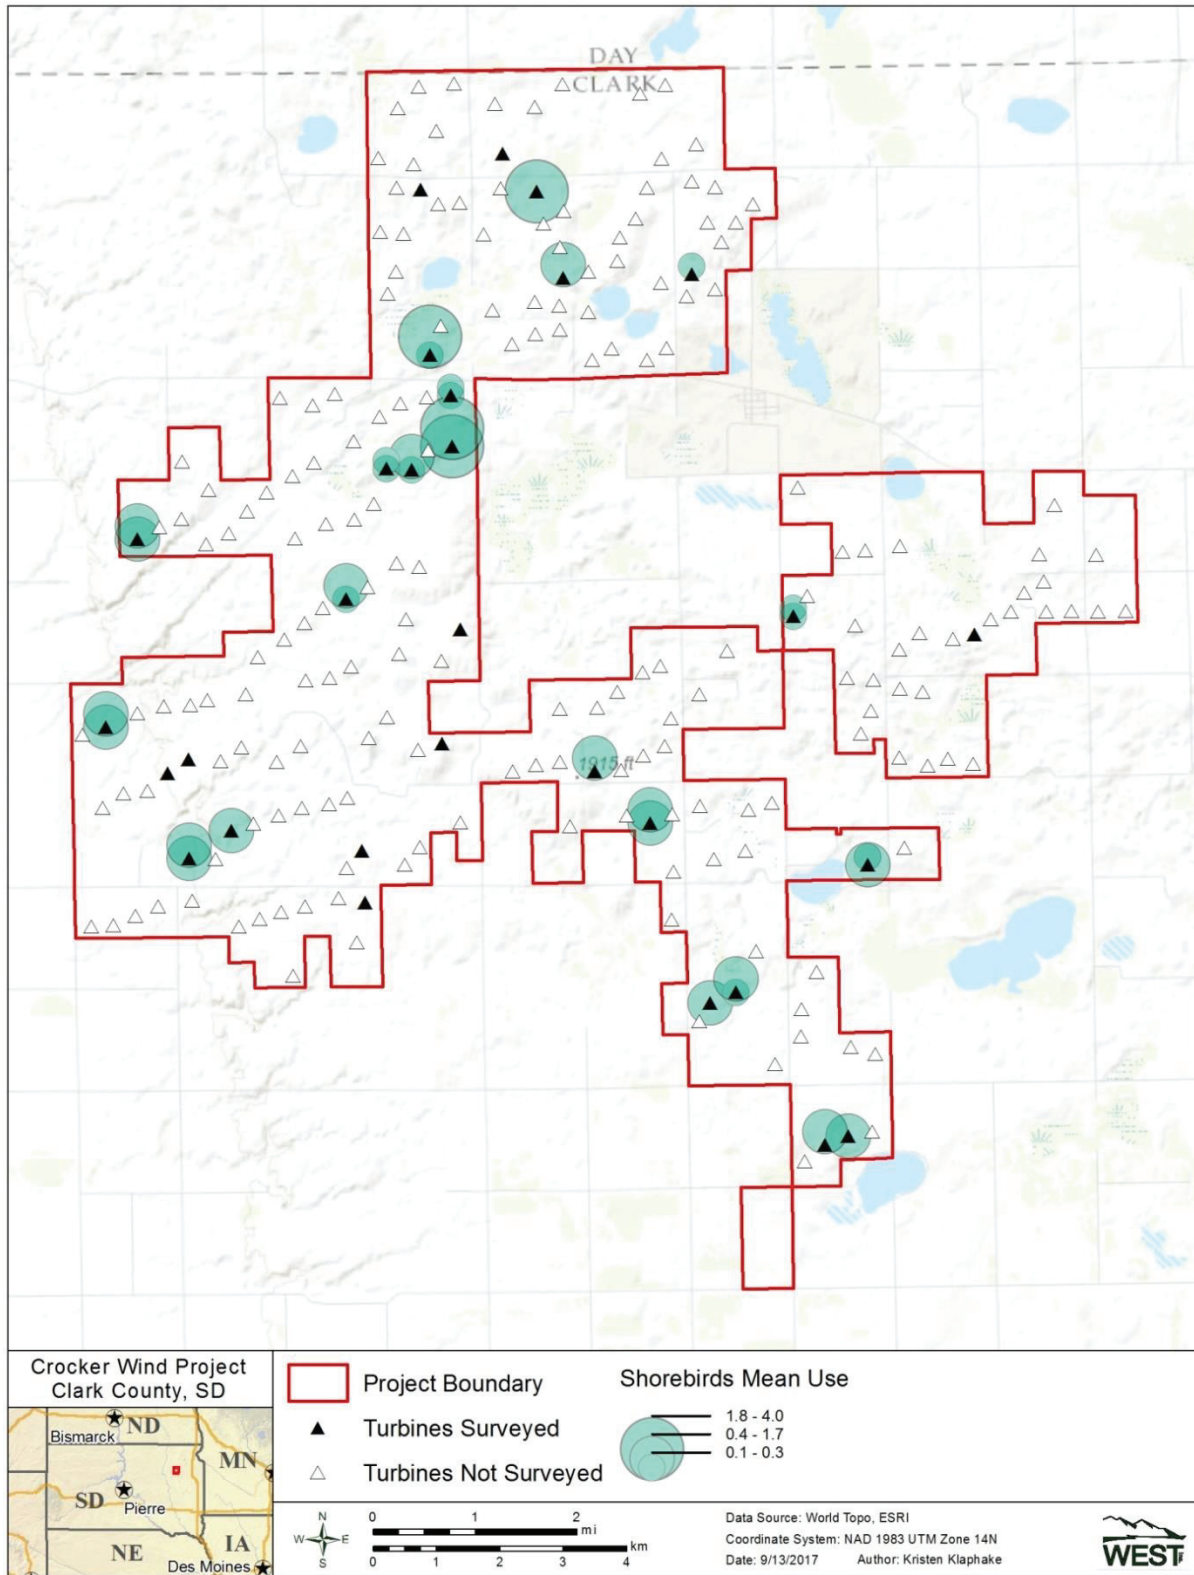 DAY
CLARK
1915 ft
Crocker Wind Project
Clark County, SD
ND
Bismarck
MN
SD
Pierre
NE
IA
Des Moines
Project Boundary
Turbines Surveyed
Turbines Not Surveyed
Shorebirds Mean Use
1.8 - 4.0
0.4 - 1.7
0.1 - 0.3
N
W E
S
0 1 2
mi
0 1 2 3 4 km
Data Source: World Topo, ESRI
Coordinate System: NAD 1983 UTM Zone 14N
Date: 9/13/2017 Author: Kristen Klaphake
WEST